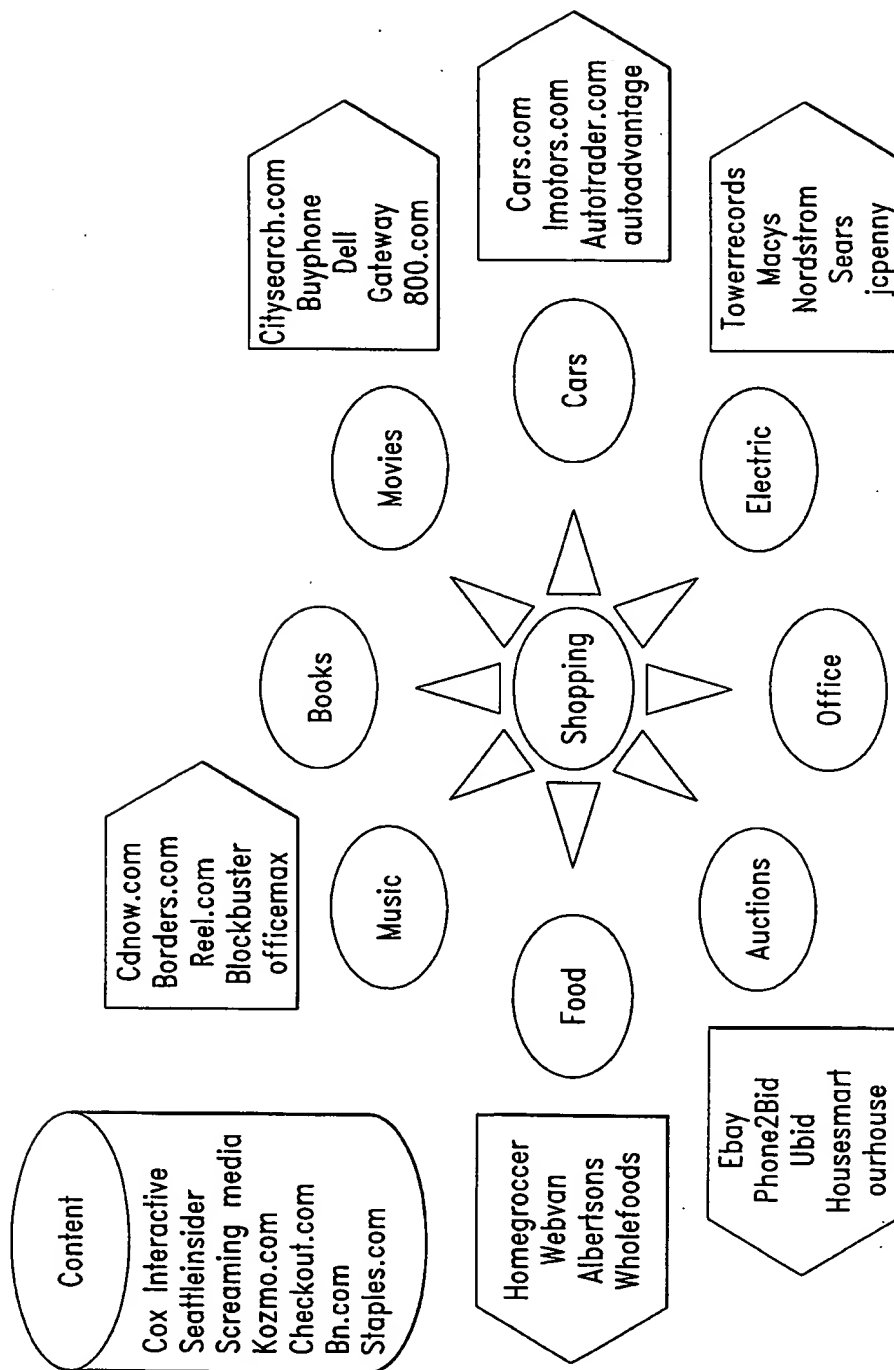 Content
Cox Interactive
Seattleinsider
Screaming media
Kozmo.com
Checkout.com
Bn.com
Staples.com
Cdnow.com
Borders.com
Reel.com
Blockbuster
officemax
Citysearch.com
Buyphone
Dell
Gateway
800.com
Music
Books
Movies
Homegroccer
Webvan
Albertsons
Wholefoods
Food
Shopping
Cars
Cars.com
Imotors.com
Autotrader.com
autoadvantage
Auctions
Office
Electric
Ebay
Phone2Bid
Ubid
Housesmart
ourhouse
Towerrecords
Macys
Nordstrom
Sears
jcpenny